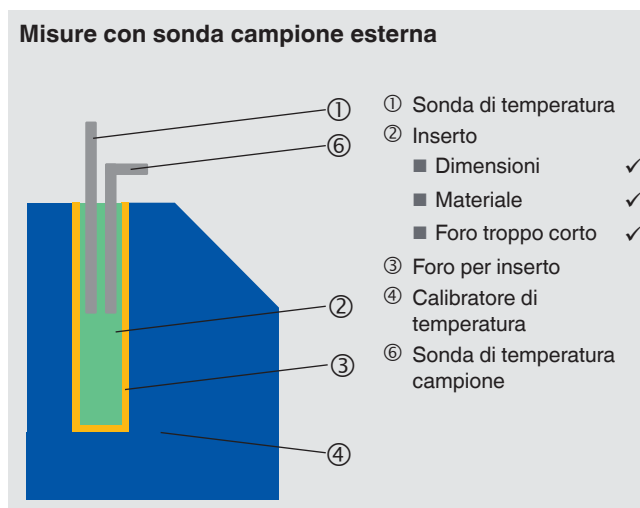 Misure con sonda campione esterna
①
⑥
②
③
④
① Sonda di temperatura
② Inserto
■ Dimensioni ✓
■ Materiale ✓
■ Foro troppo corto ✓
③ Foro per inserto
④ Calibratore di
temperatura
⑥ Sonda di temperatura
campione